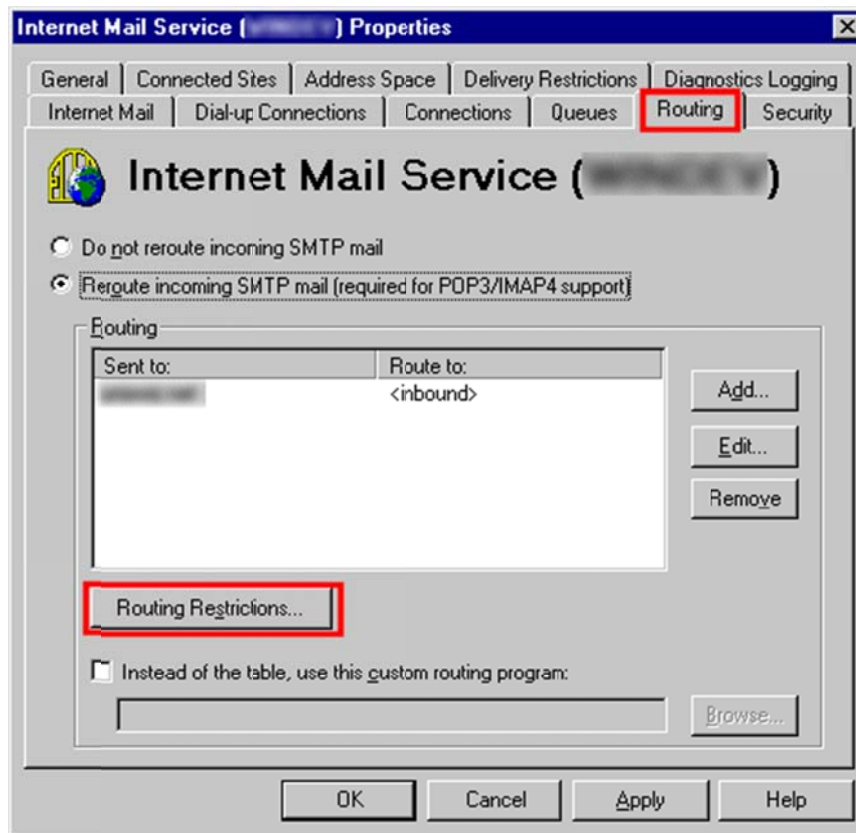 Internet Mail Service ( ) Properties
General Connected Sites Address Space Delivery Restrictions Diagnostics Logging
Internet Mail Dial-up Connections Connections Queues Routing Security
Internet Mail Service ( )
Do not reroute incoming SMTP mail
Reroute incoming SMTP mail (required for POP3/IMAP4 support)
Routing
Sent to: Route to:
<inbound>
Add...
Edit...
Remove
Routing Restrictions...
Instead of the table, use this custom routing program:
Browse...
OK Cancel Apply Help